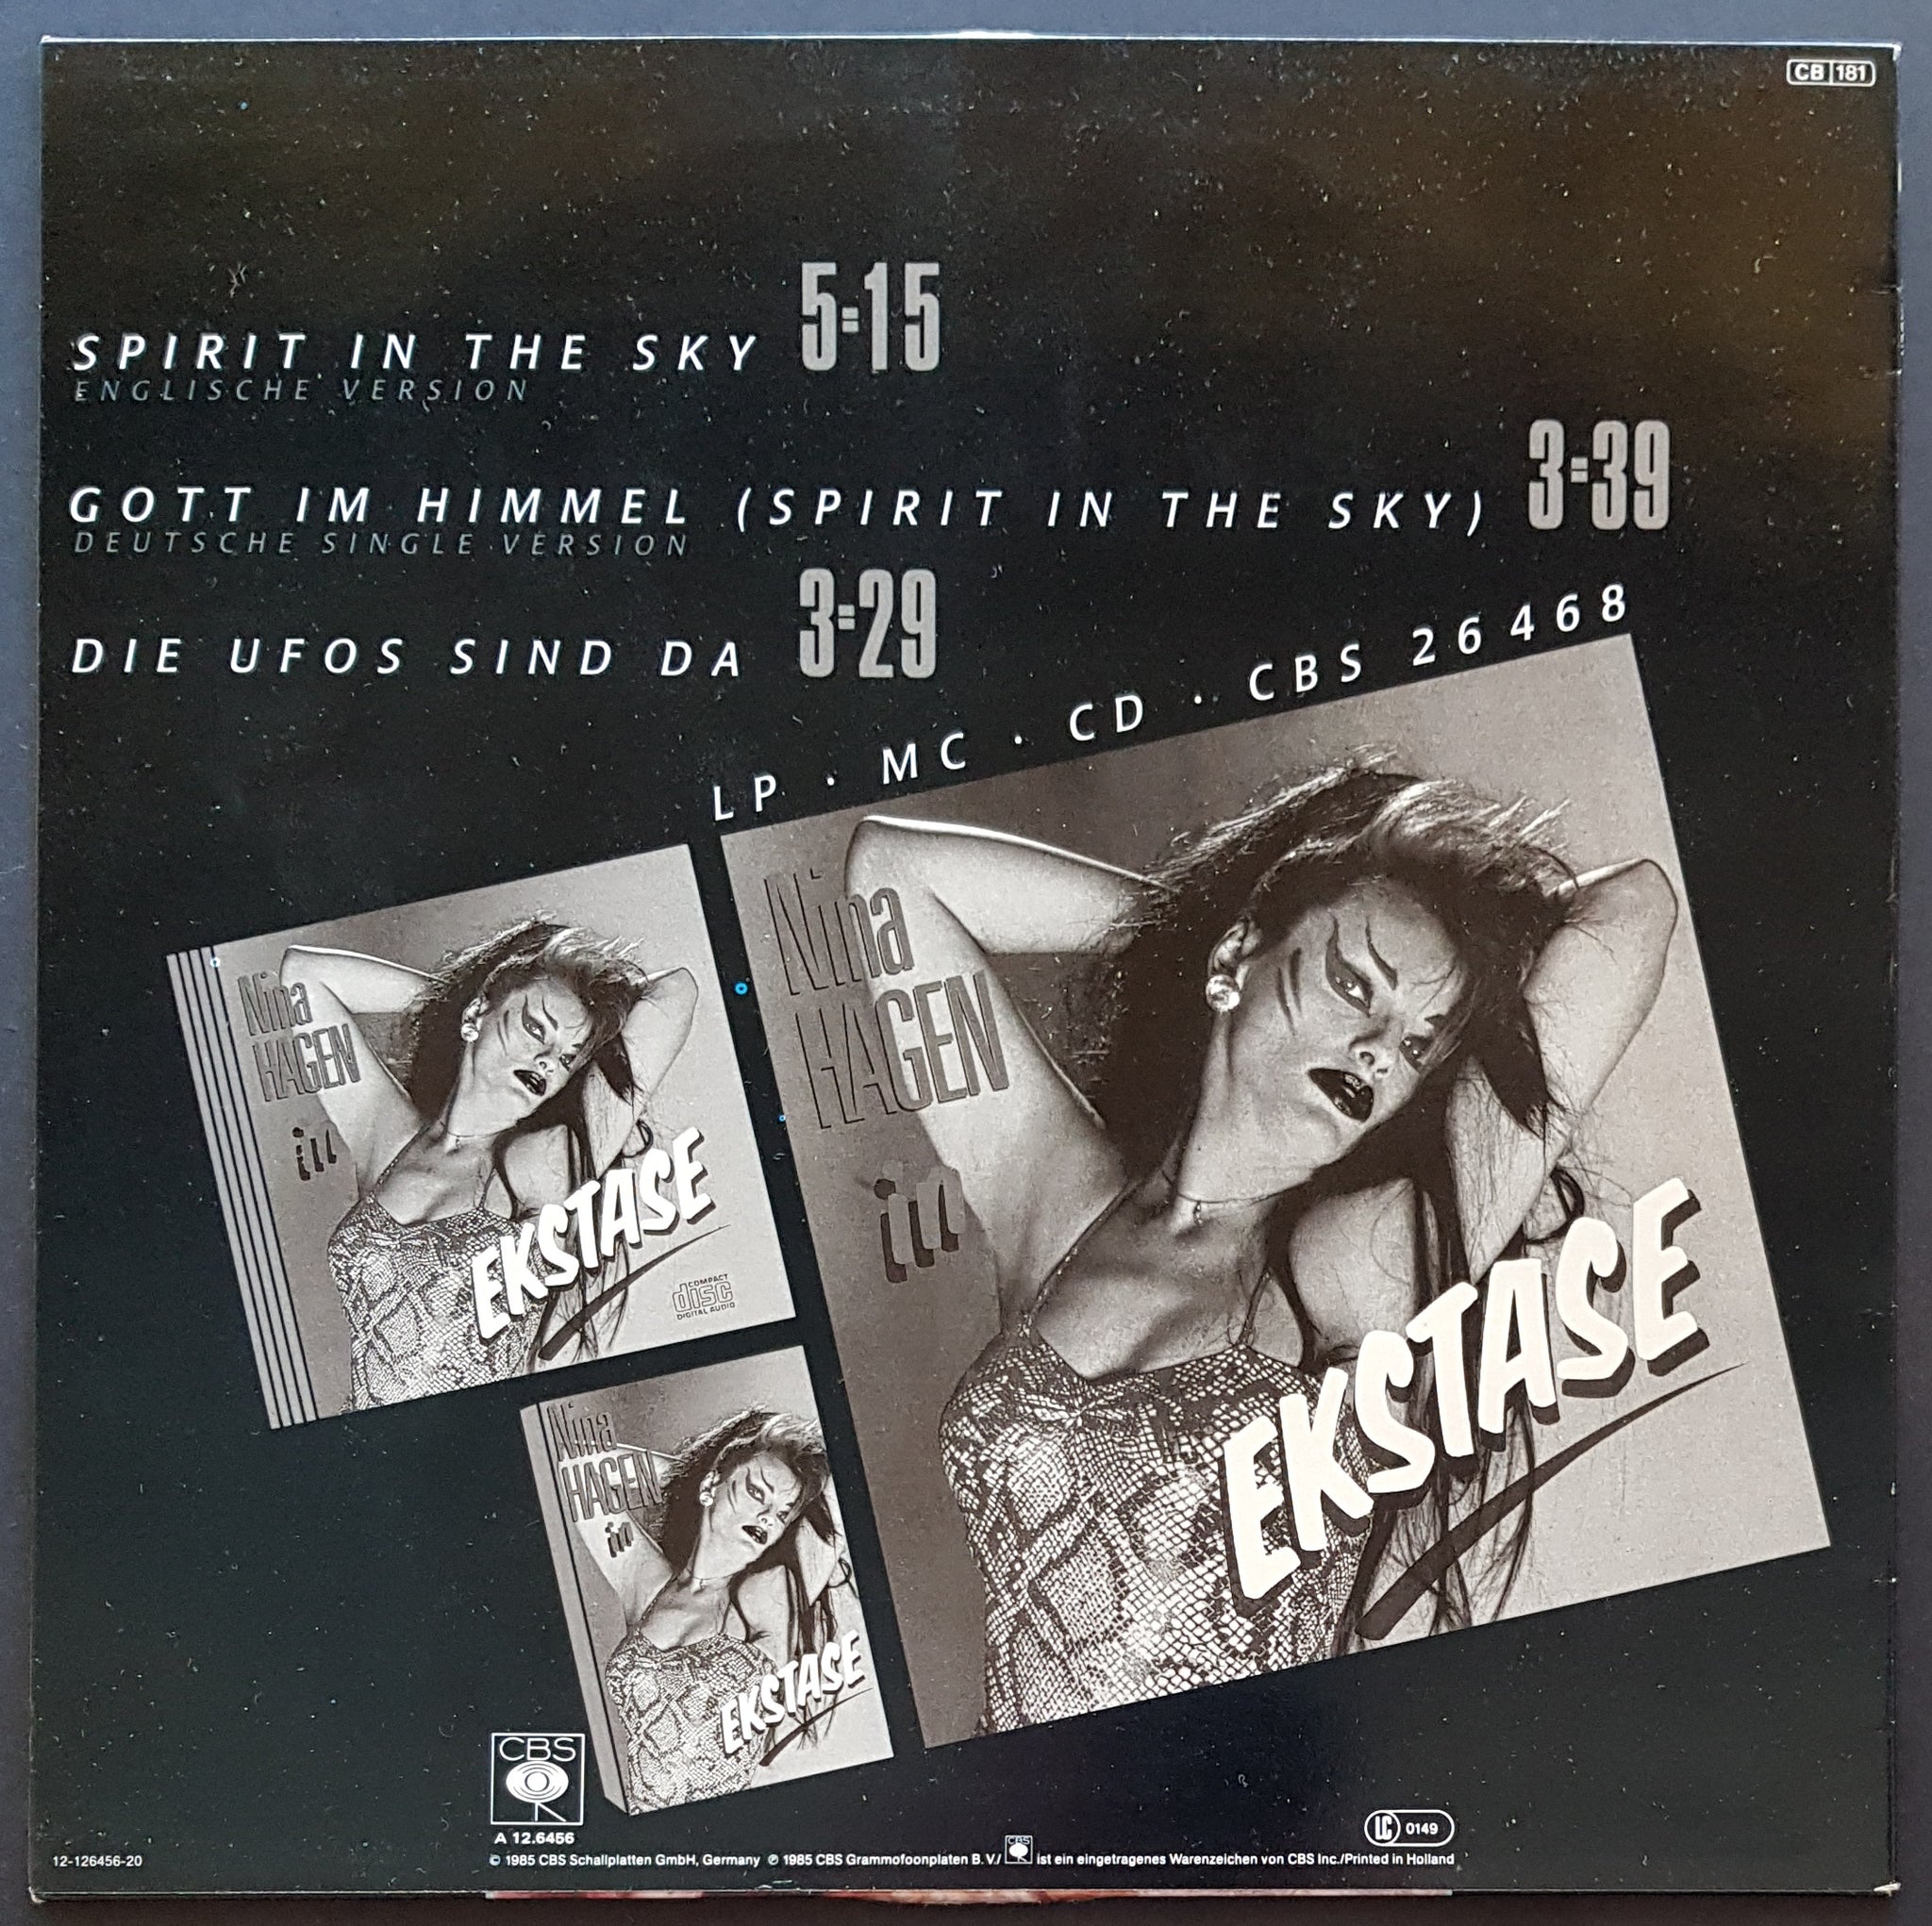 CB 181
SPIRIT IN THE SKY 5=15
ENGLISCHE VERSION
GOTT IM HIMMEL (SPIRIT IN THE SKY) 3=39
DEUTSCHE SINGLE VERSION
DIE UFOS SIND DA 3=29
LP · MC · CD · CBS 26468
Nina
HAGEN
in
EKSTASE
COMPACT
disc
DIGITAL AUDIO
Nina
HAGEN
in
EKSTASE
Nina
HAGEN
in
EKSTASE
CBS
A 12.6456
LC 0149
12-126456-20
© 1985 CBS Schallplatten GmbH, Germany ℗ 1985 CBS Grammofoonplaten B.V./ CBS ist ein eingetragenes Warenzeichen von CBS Inc./Printed in Holland